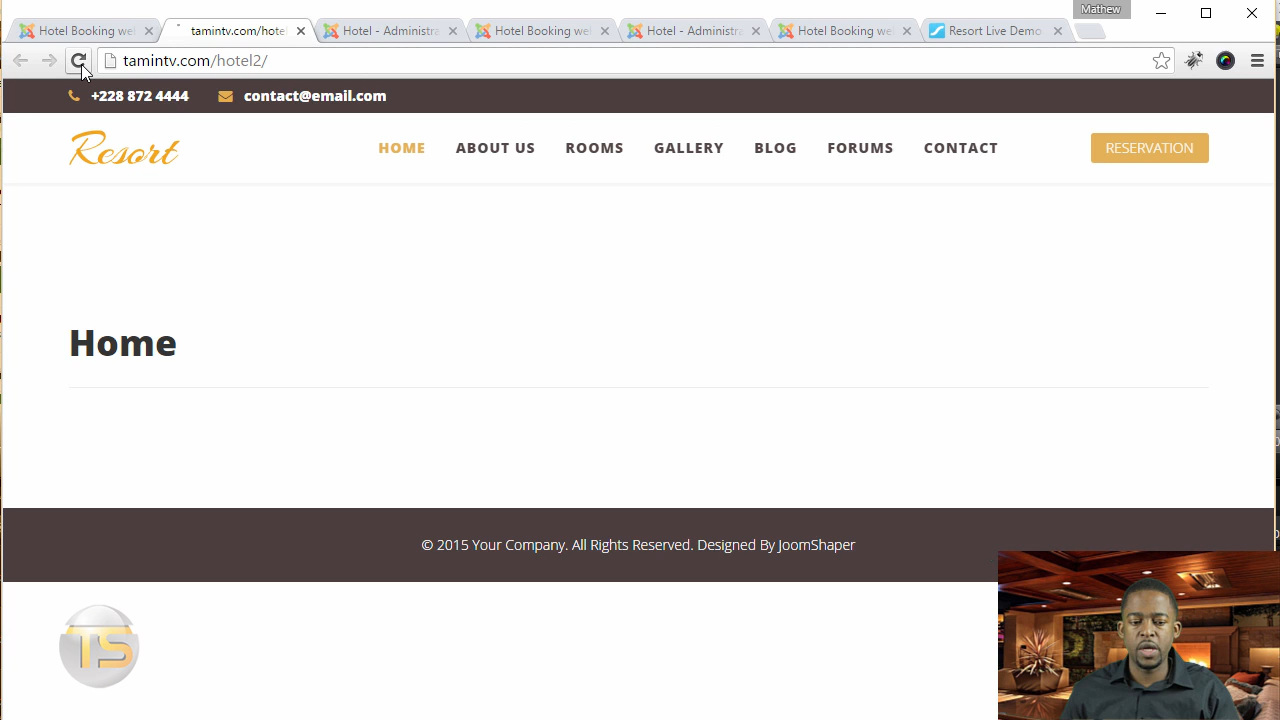 Mathew
Hotel Booking we
tamintv.com/hote
Hotel - Administra
Hotel Booking we
Hotel - Administra
Hotel Booking we
Resort Live Demo
tamintv.com/hotel2/
+228 872 4444
contact@email.com
Resort
HOME ABOUT US ROOMS GALLERY BLOG FORUMS CONTACT
RESERVATION
Home
© 2015 Your Company. All Rights Reserved. Designed By JoomShaper
TS